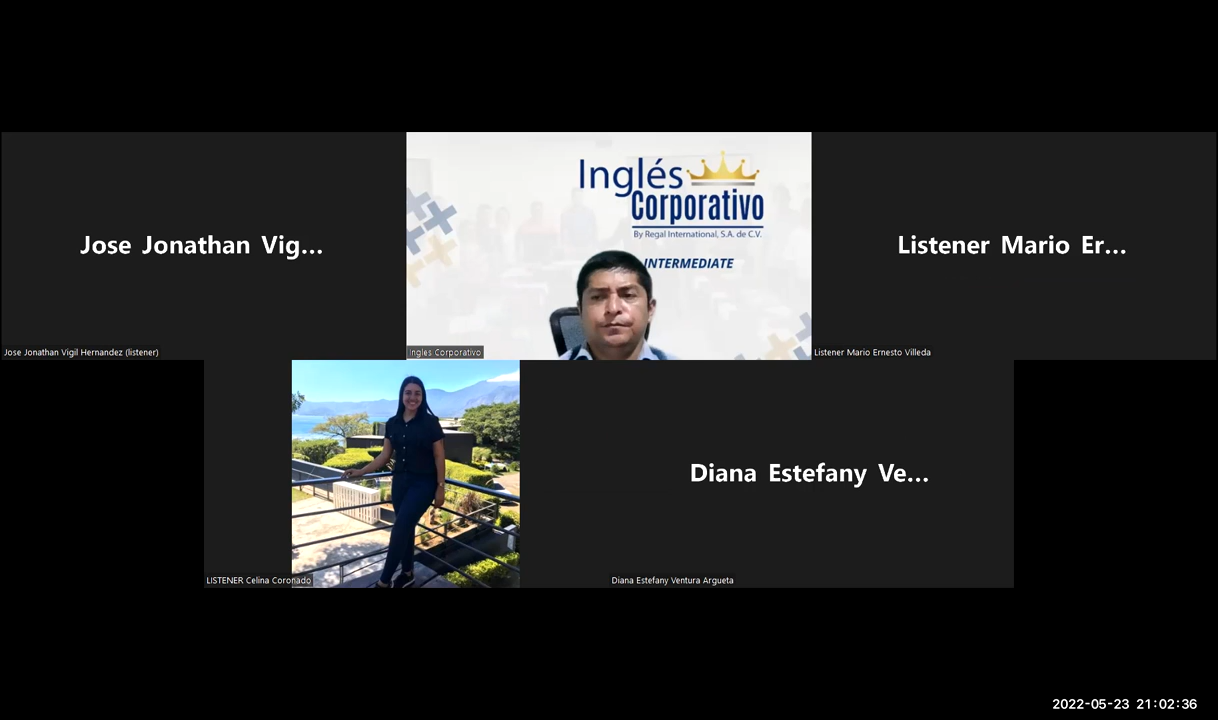 Jose Jonathan Vig...
Jose Jonathan Vigil Hernandez (listener)
Inglés
Corporativo
By Regal International, S.A. de C.V.
INTERMEDIATE
Ingles Corporativo
Listener Mario Er...
Listener Mario Ernesto Villeda
LISTENER Celina Coronado
Diana Estefany Ve...
Diana Estefany Ventura Argueta
2022-05-23 21:02:36